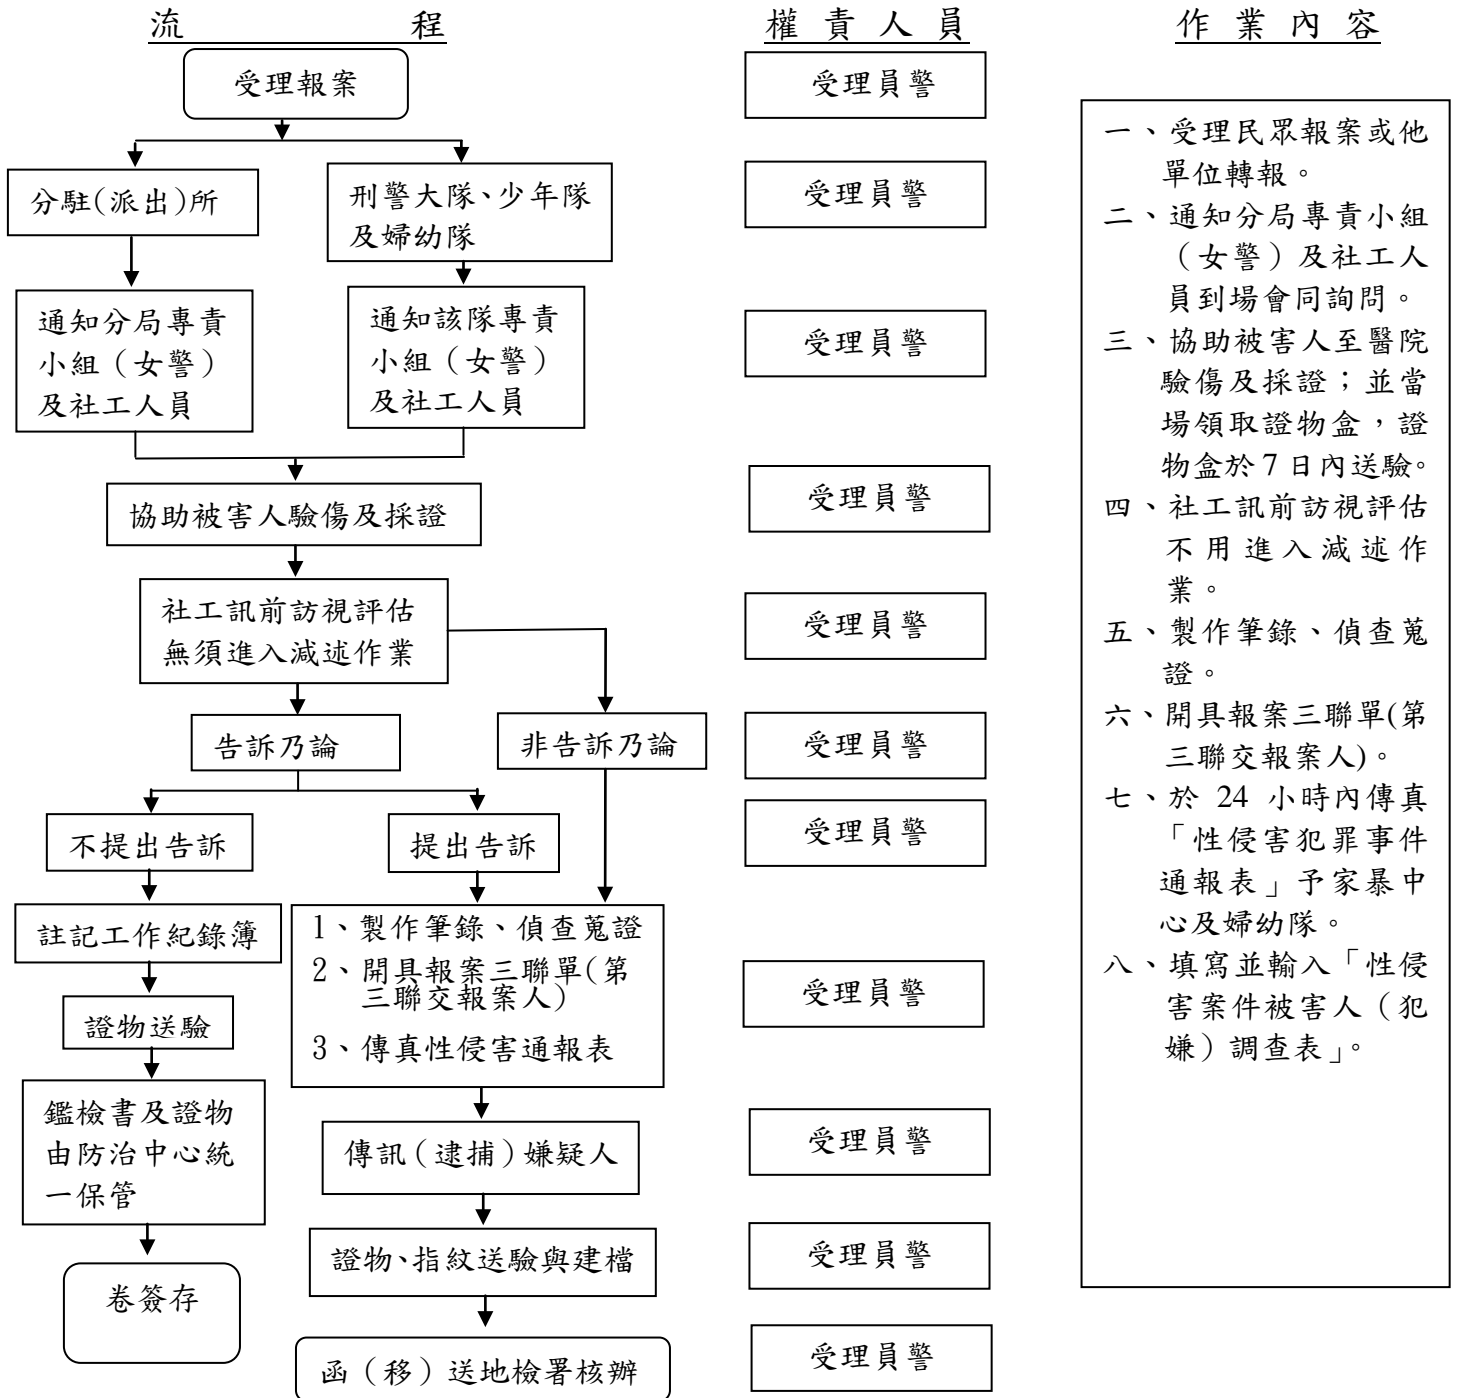 流程
權責人員
作業內容
受理報案
受理員警
分駐(派出)所
刑警大隊、少年隊
及婦幼隊
受理員警
通知分局專責
小組（女警）
及社工人員
通知該隊專責
小組（女警）
及社工人員
受理員警
協助被害人驗傷及採證
受理員警
社工訊前訪視評估
無須進入減述作業
受理員警
告訴乃論
非告訴乃論
受理員警
不提出告訴
提出告訴
受理員警
註記工作紀錄簿
1、製作筆錄、偵查蒐證
2、開具報案三聯單(第
三聯交報案人)
3、傳真性侵害通報表
受理員警
證物送驗
鑑檢書及證物
由防治中心統
一保管
傳訊（逮捕）嫌疑人
受理員警
卷簽存
證物、指紋送驗與建檔
受理員警
函（移）送地檢署核辦
受理員警
一、受理民眾報案或他
單位轉報。
二、通知分局專責小組
（女警）及社工人
員到場會同詢問。
三、協助被害人至醫院
驗傷及採證；並當
場領取證物盒，證
物盒於7日內送驗。
四、社工訊前訪視評估
不用進入減述作
業。
五、製作筆錄、偵查蒐
證。
六、開具報案三聯單(第
三聯交報案人)。
七、於 24 小時內傳真
「性侵害犯罪事件
通報表」予家暴中
心及婦幼隊。
八、填寫並輸入「性侵
害案件被害人（犯
嫌）調查表」。